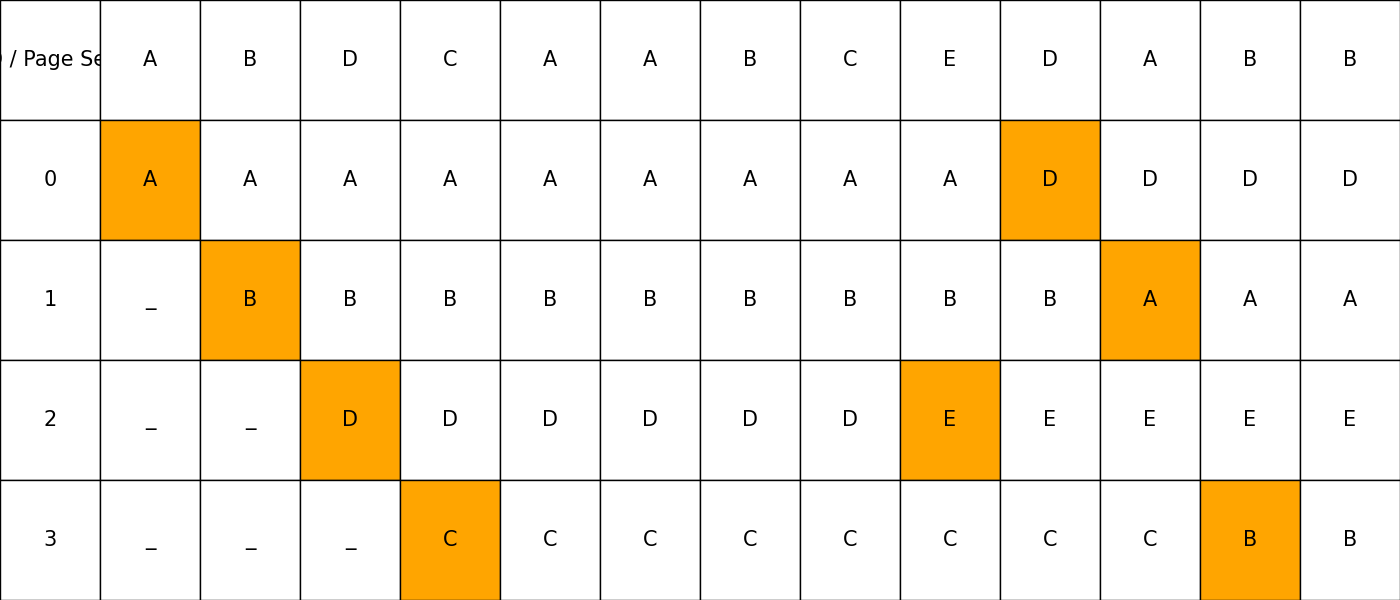 / Page Se A B D C A A B C E D A B B
0 A A A A A A A A A D D D D
1 _ B B B B B B B B B A A A
2 _ _ D D D D D D E E E E E
3 _ _ _ C C C C C C C C B B